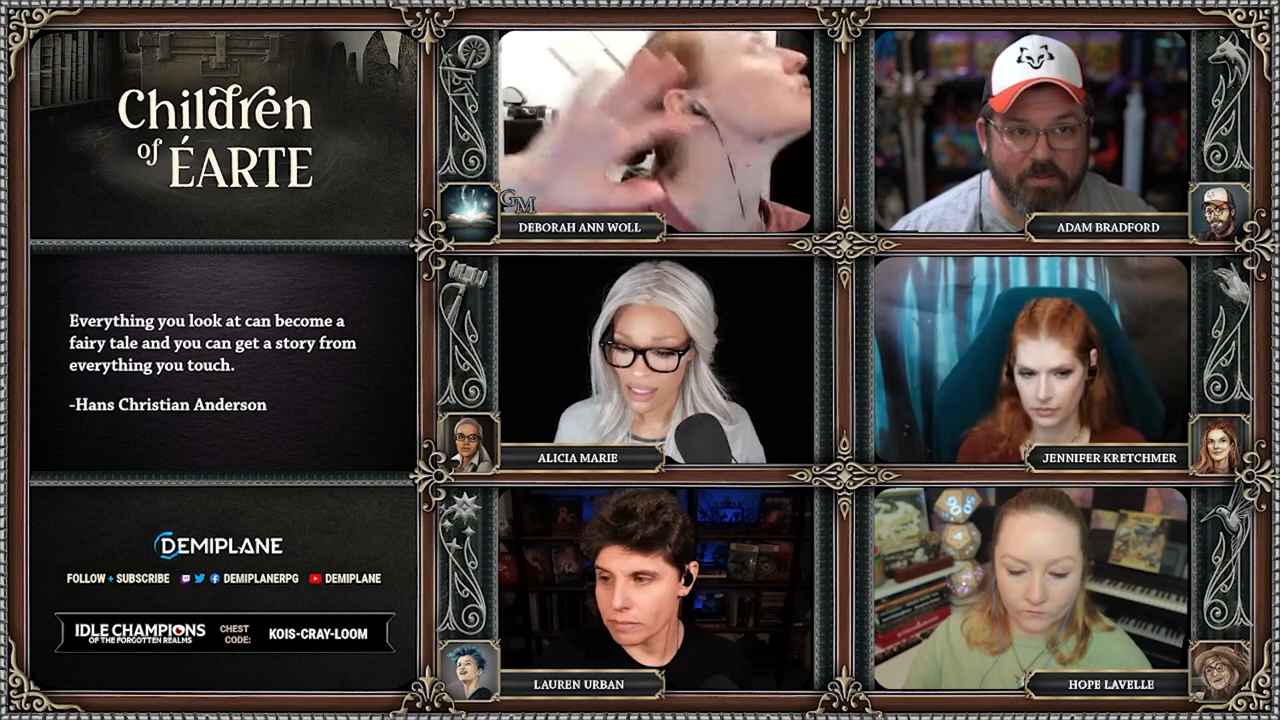 Children
of ÉARTE
Everything you look at can become a
fairy tale and you can get a story from
everything you touch.
-Hans Christian Anderson
DEMIPLANE
FOLLOW + SUBSCRIBE DEMIPLANERPG DEMIPLANE
IDLE CHAMPIONS
OF THE FORGOTTEN REALMS
CHEST
CODE:
KOIS-CRAY-LOOM
GM
DEBORAH ANN WOLL
ADAM BRADFORD
ALICIA MARIE
JENNIFER KRETCHMER
LAUREN URBAN
HOPE LAVELLE